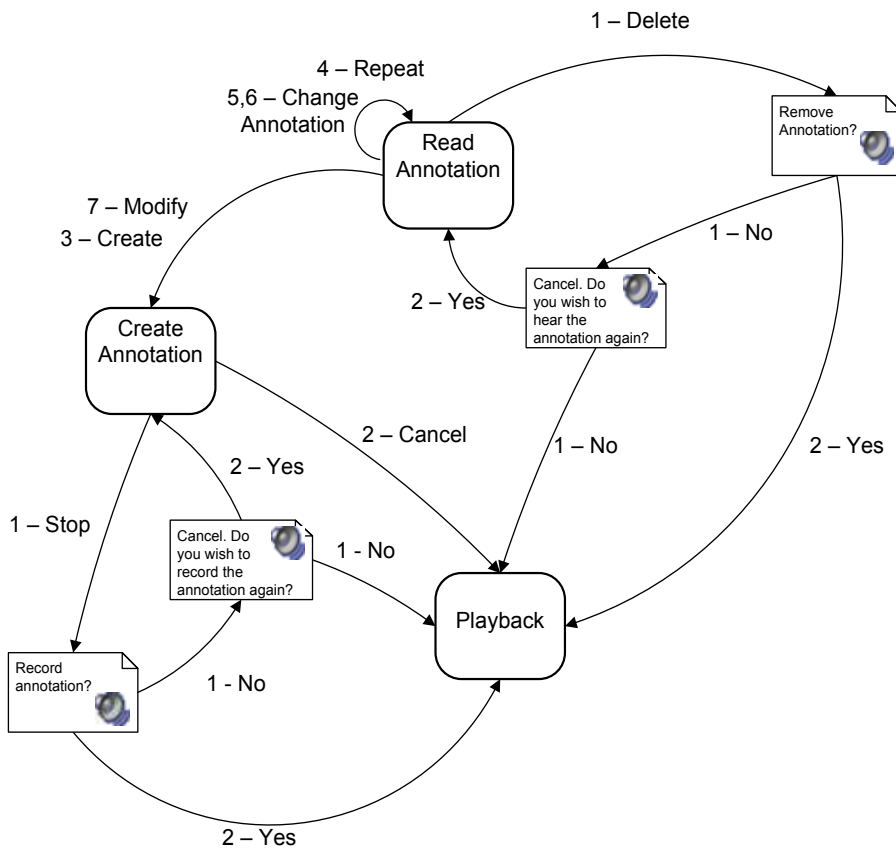 1 – Delete
4 – Repeat
5,6 – Change
Annotation
Read
Annotation
Remove
Annotation?
7 – Modify
3 – Create
1 – No
2 – Yes
Cancel. Do
you wish to
hear the
annotation again?
Create
Annotation
2 – Cancel
1 – No
2 – Yes
2 – Yes
1 – Stop
Cancel. Do
you wish to
record the
annotation again?
1 - No
Playback
Record
annotation?
1 - No
2 – Yes